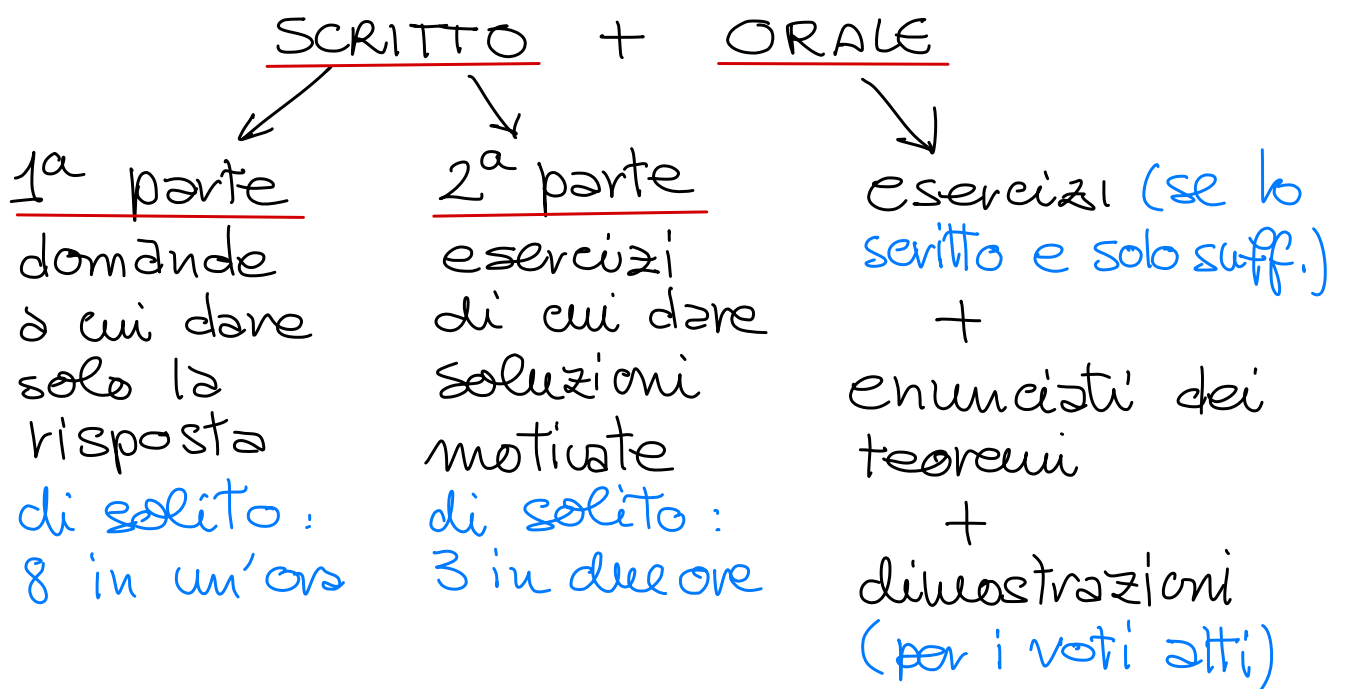 SCRITTO + ORALE
1ª parte
domande
a cui dare
solo la
risposta
di solito:
8 in un'ora
2ª parte
esercizi
di cui dare
soluzioni
motivate
di solito:
3 in due ore
esercizi (se lo
scritto e solo suff.)
+
enunciati dei
teoremi
+
dimostrazioni
(per i voti alti)